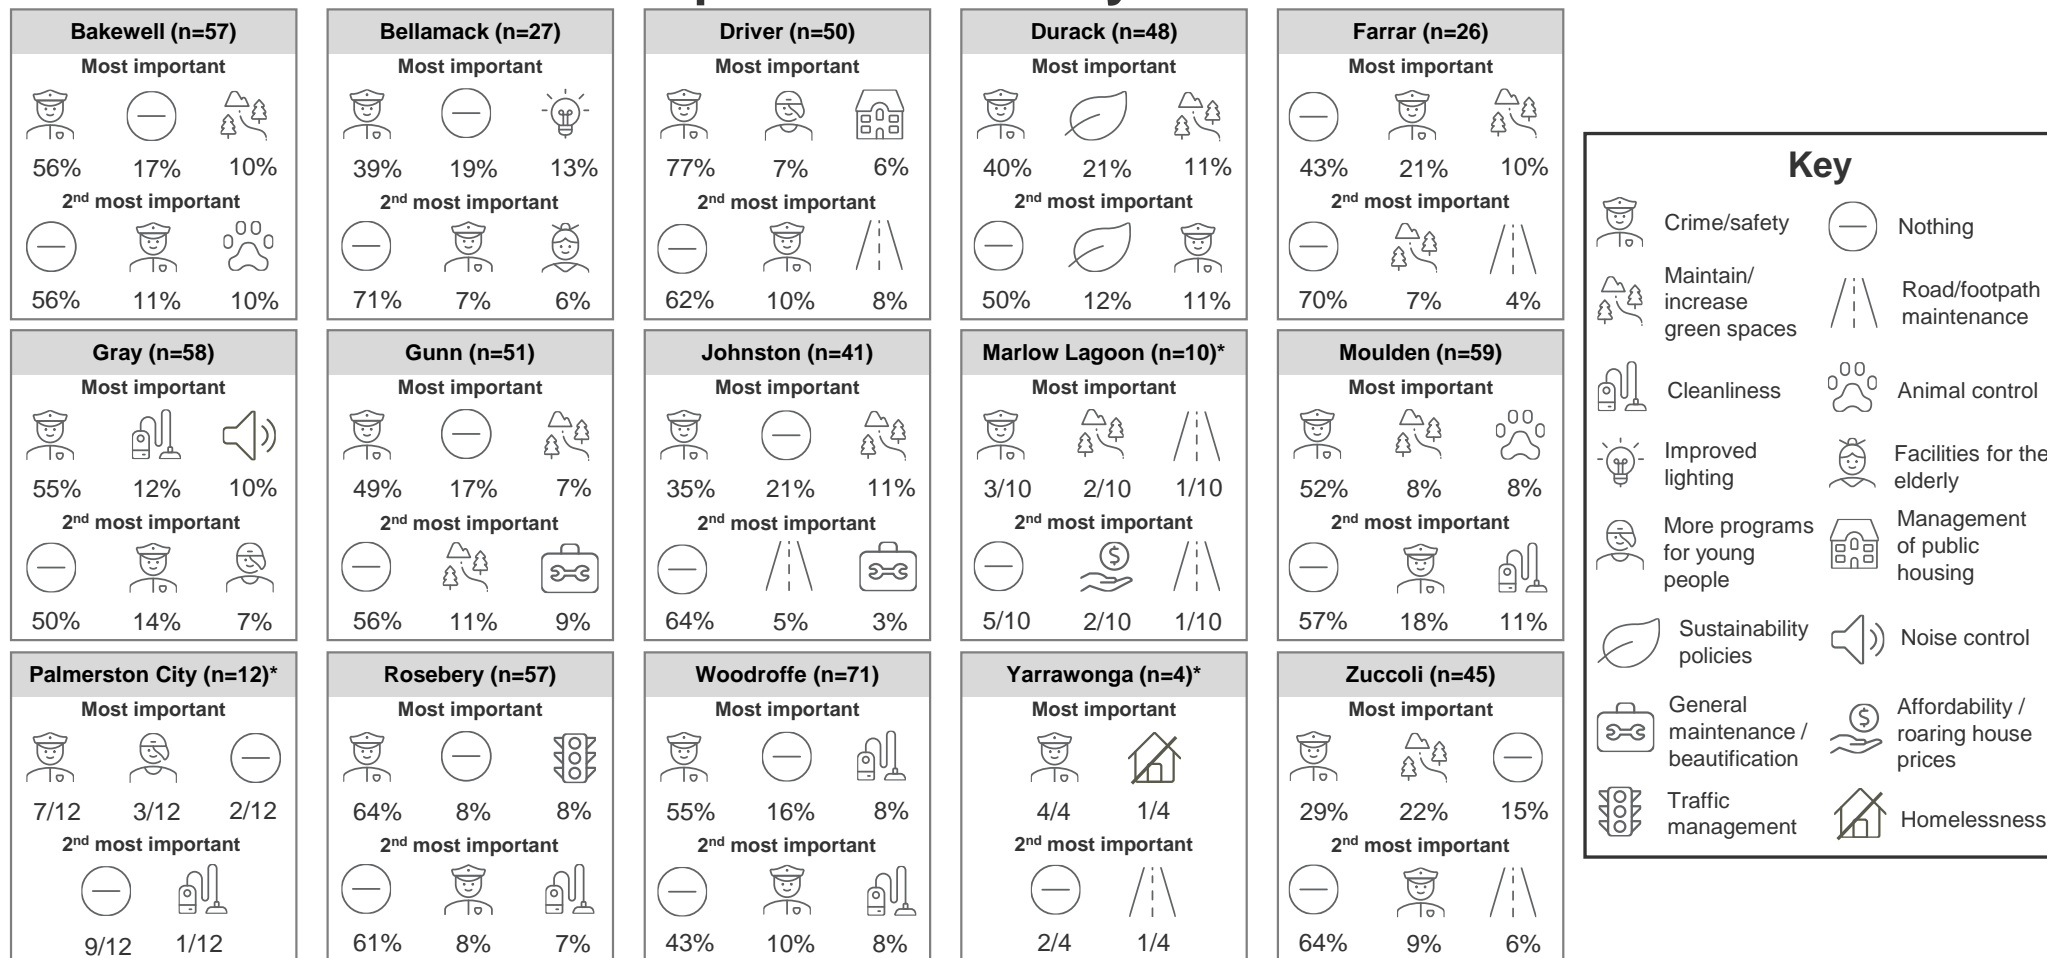 Bakewell (n=57)
Most important
56% 17% 10%
2nd most important
56% 11% 10%
Bellamack (n=27)
Most important
39% 19% 13%
2nd most important
71% 7% 6%
Driver (n=50)
Most important
77% 7% 6%
2nd most important
62% 10% 8%
Durack (n=48)
Most important
40% 21% 11%
2nd most important
50% 12% 11%
Farrar (n=26)
Most important
43% 21% 10%
2nd most important
70% 7% 4%
Gray (n=58)
Most important
55% 12% 10%
2nd most important
50% 14% 7%
Gunn (n=51)
Most important
49% 17% 7%
2nd most important
56% 11% 9%
Johnston (n=41)
Most important
35% 21% 11%
2nd most important
64% 5% 3%
Marlow Lagoon (n=10)*
Most important
3/10 2/10 1/10
2nd most important
5/10 2/10 1/10
Moulden (n=59)
Most important
52% 8% 8%
2nd most important
57% 18% 11%
Palmerston City (n=12)*
Most important
7/12 3/12 2/12
2nd most important
9/12 1/12
Rosebery (n=57)
Most important
64% 8% 8%
2nd most important
61% 8% 7%
Woodroffe (n=71)
Most important
55% 16% 8%
2nd most important
43% 10% 8%
Yarrawonga (n=4)*
Most important
4/4 1/4
2nd most important
2/4 1/4
Zuccoli (n=45)
Most important
29% 22% 15%
2nd most important
64% 9% 6%
Key
Crime/safety
Nothing
Maintain/
increase
green spaces
Road/footpath
maintenance
Cleanliness
Animal control
Improved
lighting
Facilities for the
elderly
More programs
for young
people
Management
of public
housing
Sustainability
policies
Noise control
General
maintenance /
beautification
Affordability /
roaring house
prices
Traffic
management
Homelessness